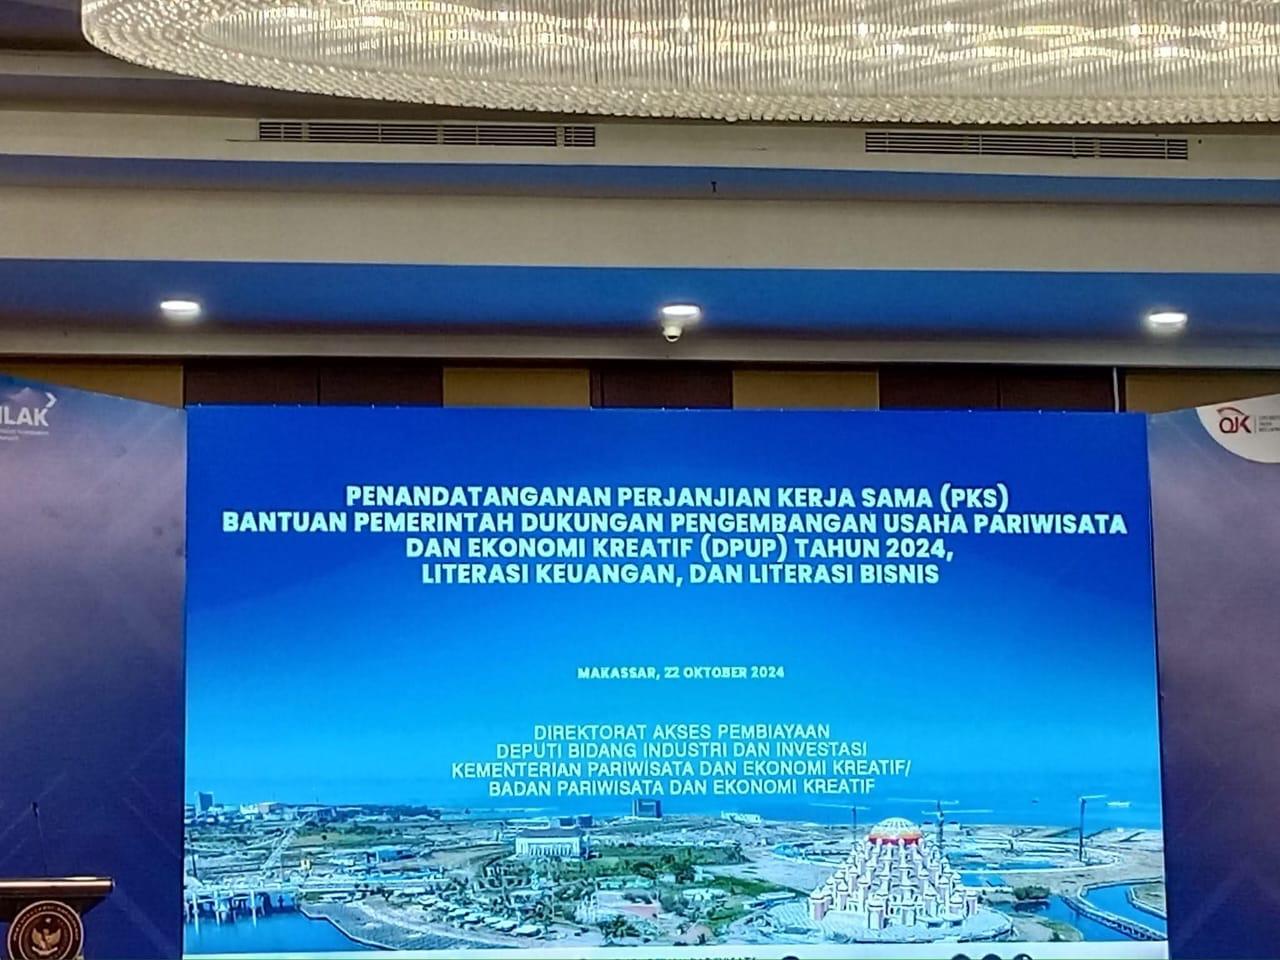 ILAK
OJK
PENANDATANGANAN PERJANJIAN KERJA SAMA (PKS)
BANTUAN PEMERINTAH DUKUNGAN PENGEMBANGAN USAHA PARIWISATA
DAN EKONOMI KREATIF (DPUP) TAHUN 2024,
LITERASI KEUANGAN, DAN LITERASI BISNIS
MAKASSAR, 22 OKTOBER 2024
DIREKTORAT AKSES PEMBIAYAAN
DEPUTI BIDANG INDUSTRI DAN INVESTASI
KEMENTERIAN PARIWISATA DAN EKONOMI KREATIF/
BADAN PARIWISATA DAN EKONOMI KREATIF